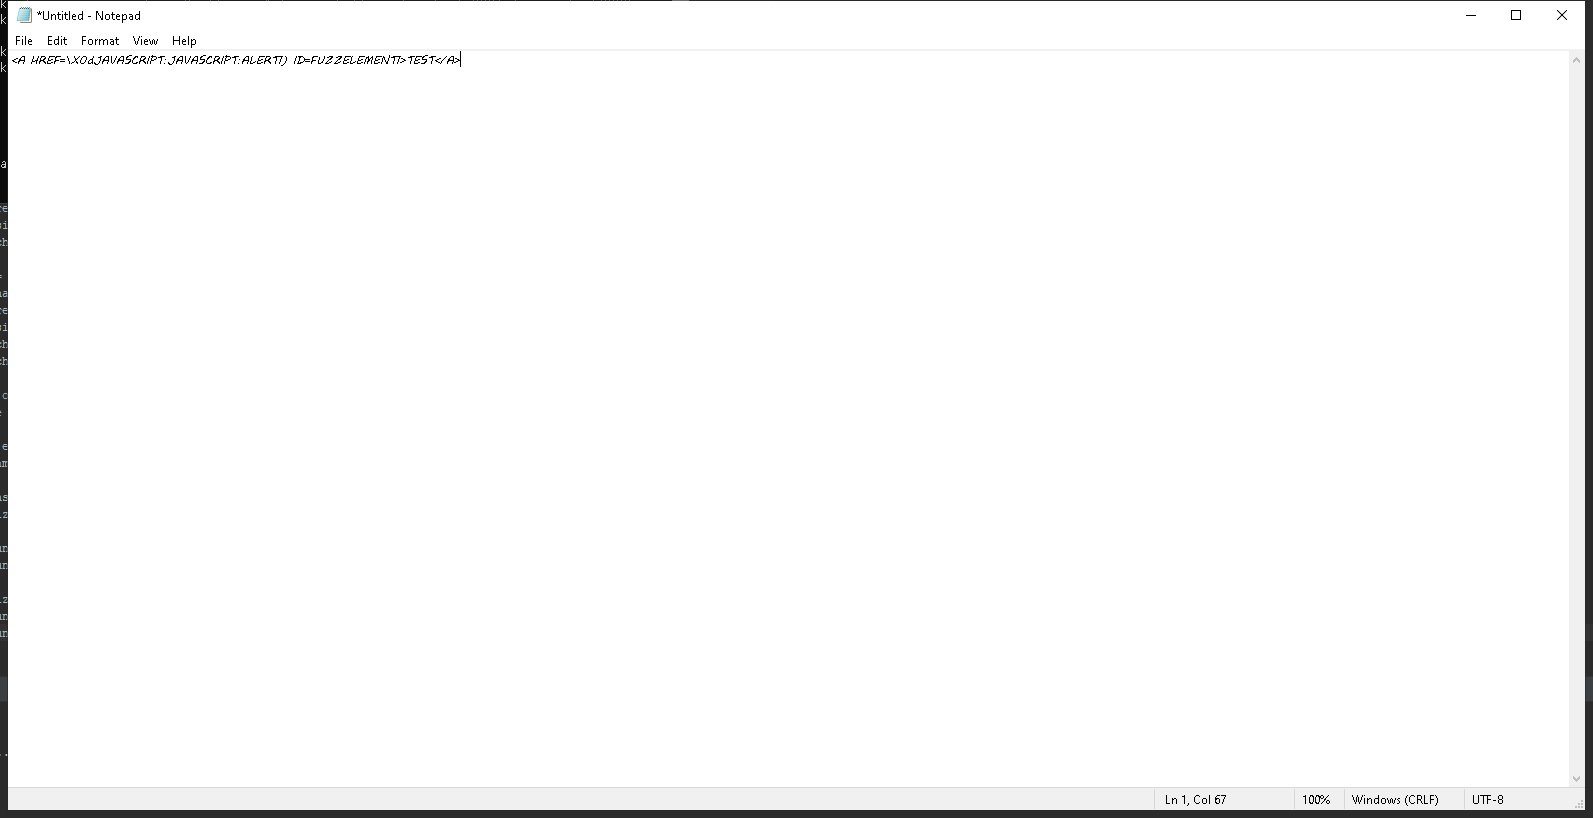 *Untitled - Notepad
File Edit Format View Help
<A HREF=\X0dJAVASCRIPT:JAVASCRIPT:ALERT1) ID=FUZZELEMENT1>TEST</A>
Ln 1, Col 67 100% Windows (CRLF) UTF-8